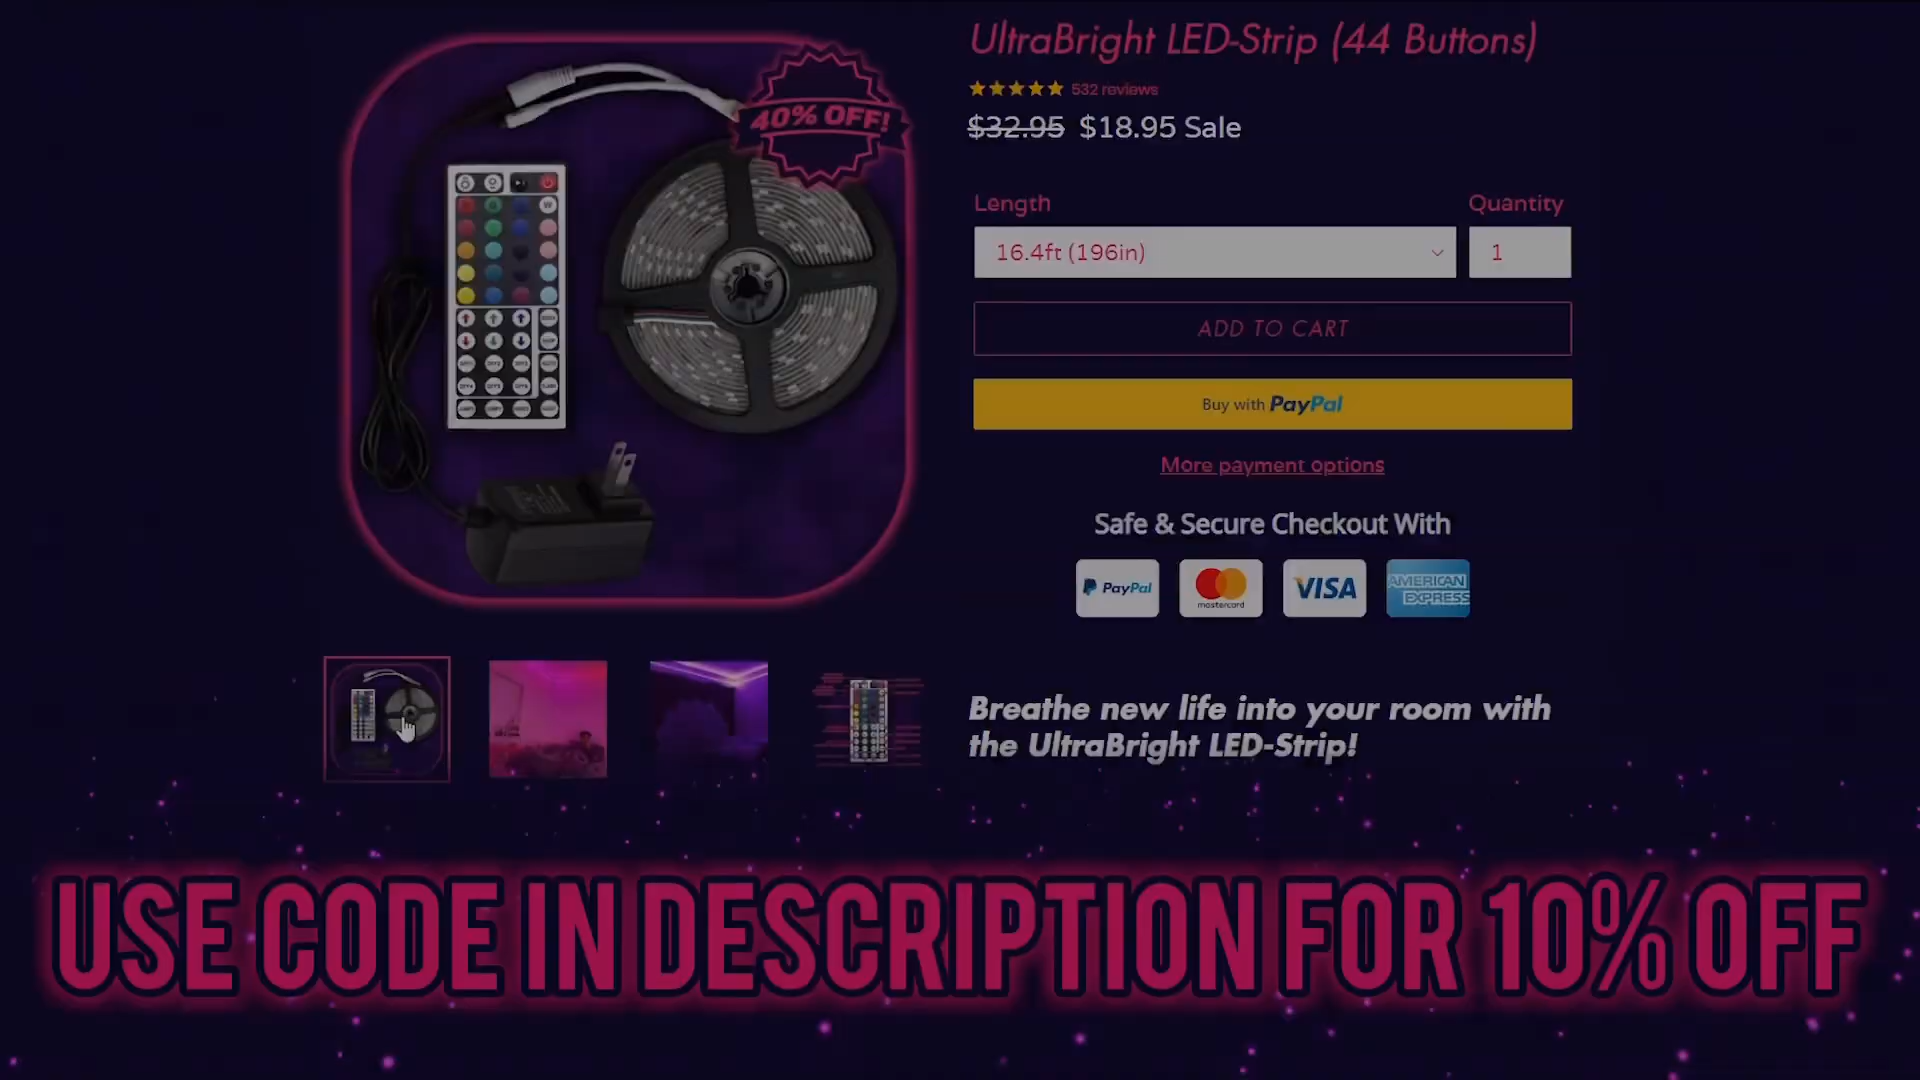 UltraBright LED-Strip (44 Buttons)
532 reviews
$32.95 $18.95 Sale
40% OFF!
Length
Quantity
16.4ft (196in)
1
ADD TO CART
Buy with PayPal
More payment options
Safe & Secure Checkout With
PayPal
mastercard
VISA
AMERICAN EXPRESS
Breathe new life into your room with
the UltraBright LED-Strip!
USE CODE IN DESCRIPTION FOR 10% OFF